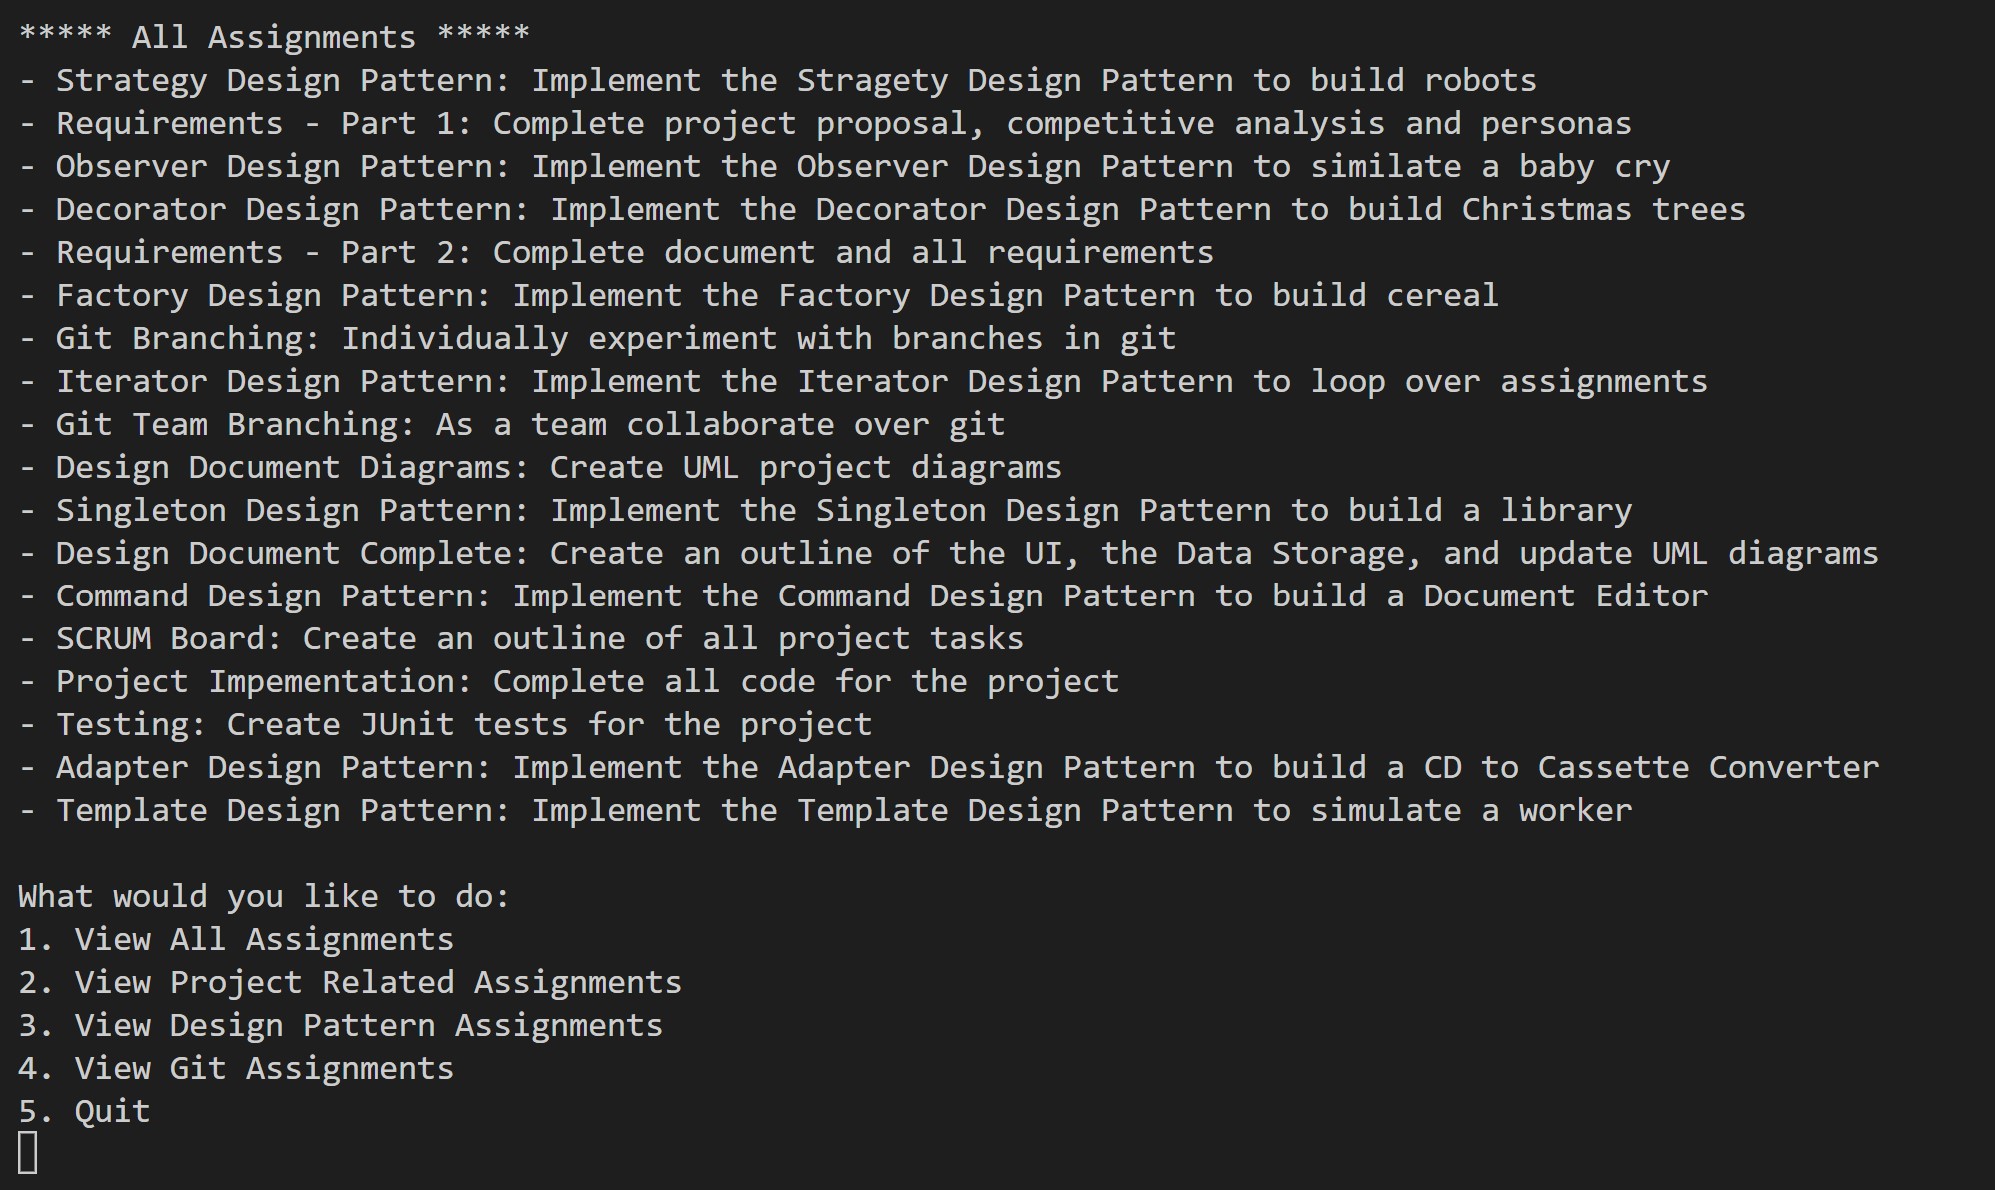 ***** All Assignments *****
- Strategy Design Pattern: Implement the Stragety Design Pattern to build robots
- Requirements - Part 1: Complete project proposal, competitive analysis and personas
- Observer Design Pattern: Implement the Observer Design Pattern to similate a baby cry
- Decorator Design Pattern: Implement the Decorator Design Pattern to build Christmas trees
- Requirements - Part 2: Complete document and all requirements
- Factory Design Pattern: Implement the Factory Design Pattern to build cereal
- Git Branching: Individually experiment with branches in git
- Iterator Design Pattern: Implement the Iterator Design Pattern to loop over assignments
- Git Team Branching: As a team collaborate over git
- Design Document Diagrams: Create UML project diagrams
- Singleton Design Pattern: Implement the Singleton Design Pattern to build a library
- Design Document Complete: Create an outline of the UI, the Data Storage, and update UML diagrams
- Command Design Pattern: Implement the Command Design Pattern to build a Document Editor
- SCRUM Board: Create an outline of all project tasks
- Project Impementation: Complete all code for the project
- Testing: Create JUnit tests for the project
- Adapter Design Pattern: Implement the Adapter Design Pattern to build a CD to Cassette Converter
- Template Design Pattern: Implement the Template Design Pattern to simulate a worker

What would you like to do:
1. View All Assignments
2. View Project Related Assignments
3. View Design Pattern Assignments
4. View Git Assignments
5. Quit